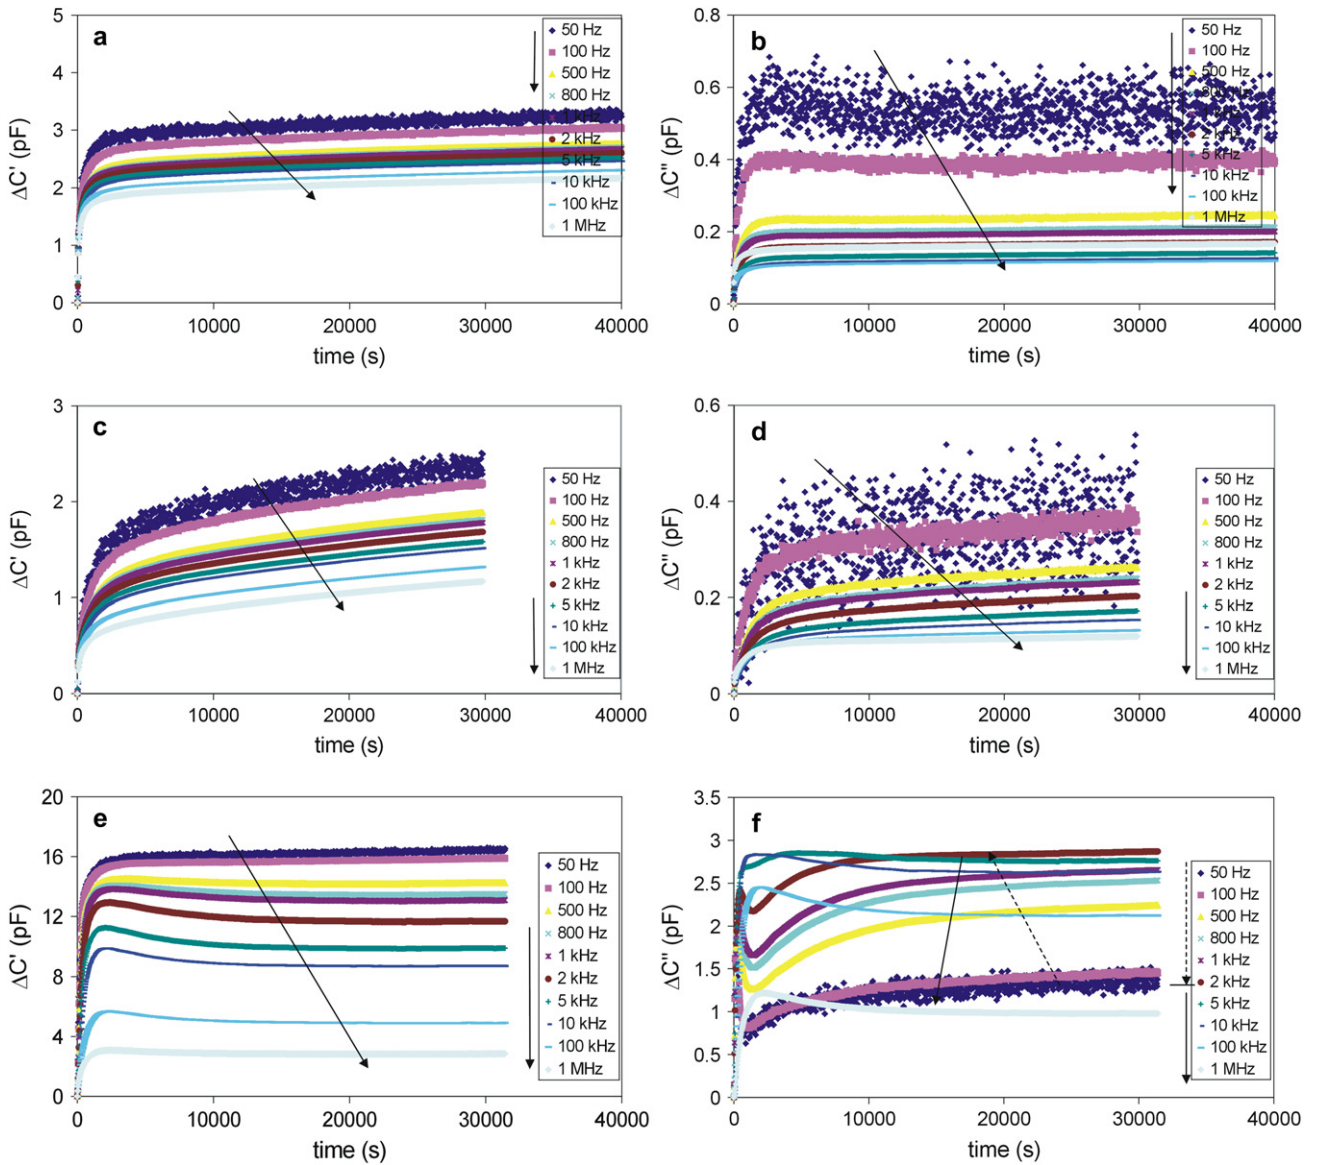 a
ΔC' (pF)
5
4
3
2
1
0
0 10000 20000 30000 40000
time (s)
50 Hz
100 Hz
500 Hz
800 Hz
1 kHz
2 kHz
5 kHz
10 kHz
100 kHz
1 MHz
b
ΔC" (pF)
0.8
0.6
0.4
0.2
0
0 10000 20000 30000 40000
time (s)
50 Hz
100 Hz
500 Hz
800 Hz
1 kHz
2 kHz
5 kHz
10 kHz
100 kHz
1 MHz
c
ΔC' (pF)
3
2
1
0
0 10000 20000 30000 40000
time (s)
50 Hz
100 Hz
500 Hz
800 Hz
1 kHz
2 kHz
5 kHz
10 kHz
100 kHz
1 MHz
d
ΔC" (pF)
0.6
0.4
0.2
0
0 10000 20000 30000 40000
time (s)
50 Hz
100 Hz
500 Hz
800 Hz
1 kHz
2 kHz
5 kHz
10 kHz
100 kHz
1 MHz
e
ΔC' (pF)
20
16
12
8
4
0
0 10000 20000 30000 40000
time (s)
50 Hz
100 Hz
500 Hz
800 Hz
1 kHz
2 kHz
5 kHz
10 kHz
100 kHz
1 MHz
f
ΔC" (pF)
3.5
3
2.5
2
1.5
1
0.5
0
0 10000 20000 30000 40000
time (s)
50 Hz
100 Hz
500 Hz
800 Hz
1 kHz
2 kHz
5 kHz
10 kHz
100 kHz
1 MHz